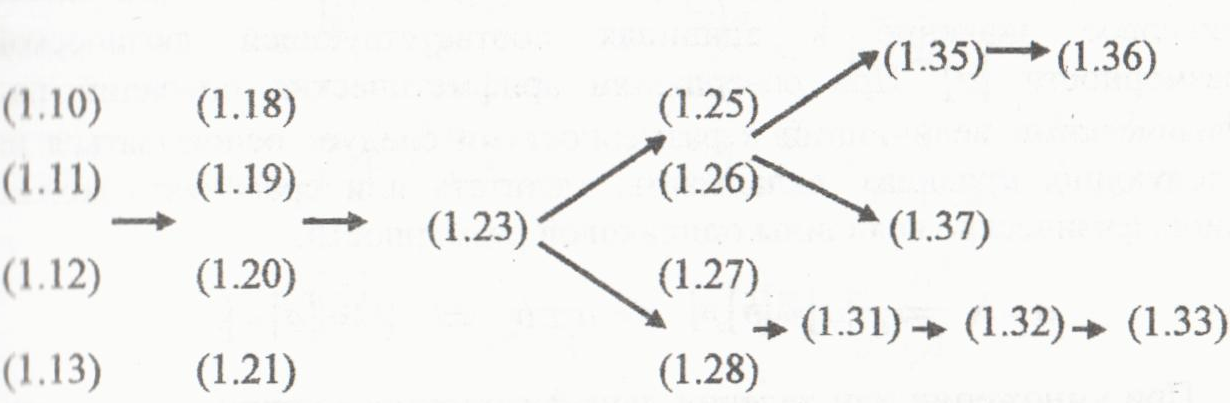 (1.35) → (1.36)
(1.10) (1.18) (1.25)
(1.11) (1.19) (1.26)
→ → (1.23) (1.37)
(1.12) (1.20) (1.27)
→ (1.31) → (1.32) → (1.33)
(1.13) (1.21) (1.28)